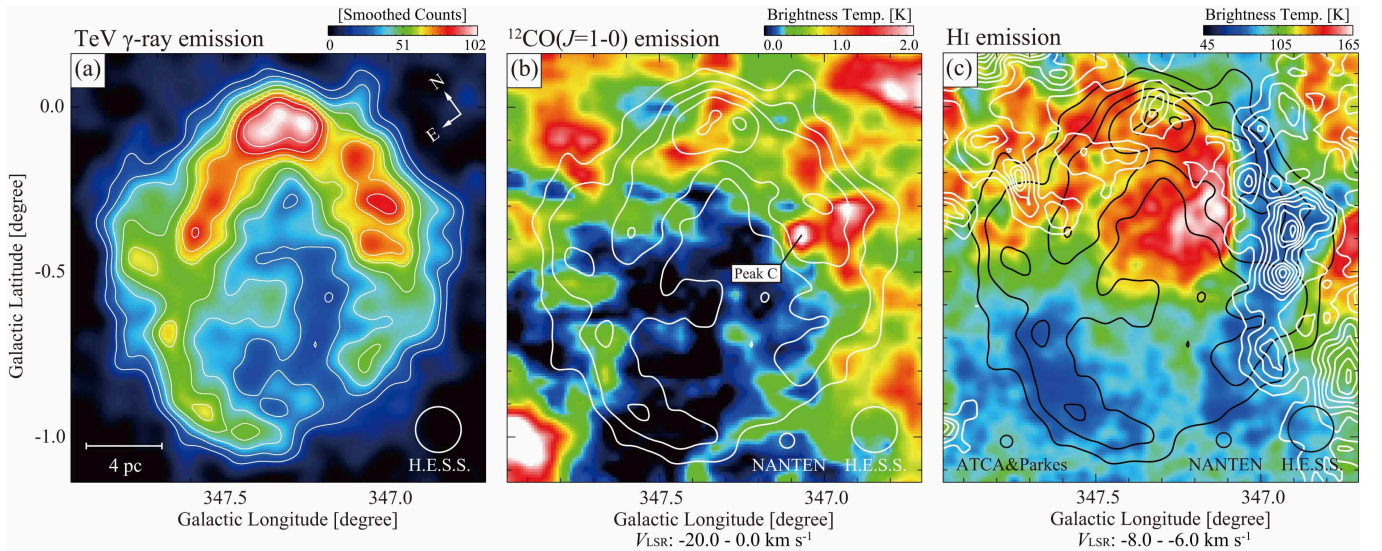 TeV γ-ray emission
[Smoothed Counts]
0 51 102
(a)
N
E
0.0
-0.5
-1.0
Galactic Latitude [degree]
4 pc
H.E.S.S.
347.5 347.0
Galactic Longitude [degree]
¹²CO(J=1-0) emission
Brightness Temp. [K]
0.0 1.0 2.0
(b)
Peak C
NANTEN H.E.S.S.
347.5 347.0
Galactic Longitude [degree]
VLSR: -20.0 - 0.0 km s⁻¹
HI emission
Brightness Temp. [K]
45 105 165
(c)
ATCA&Parkes NANTEN H.E.S.S.
347.5 347.0
Galactic Longitude [degree]
VLSR: -8.0 - -6.0 km s⁻¹